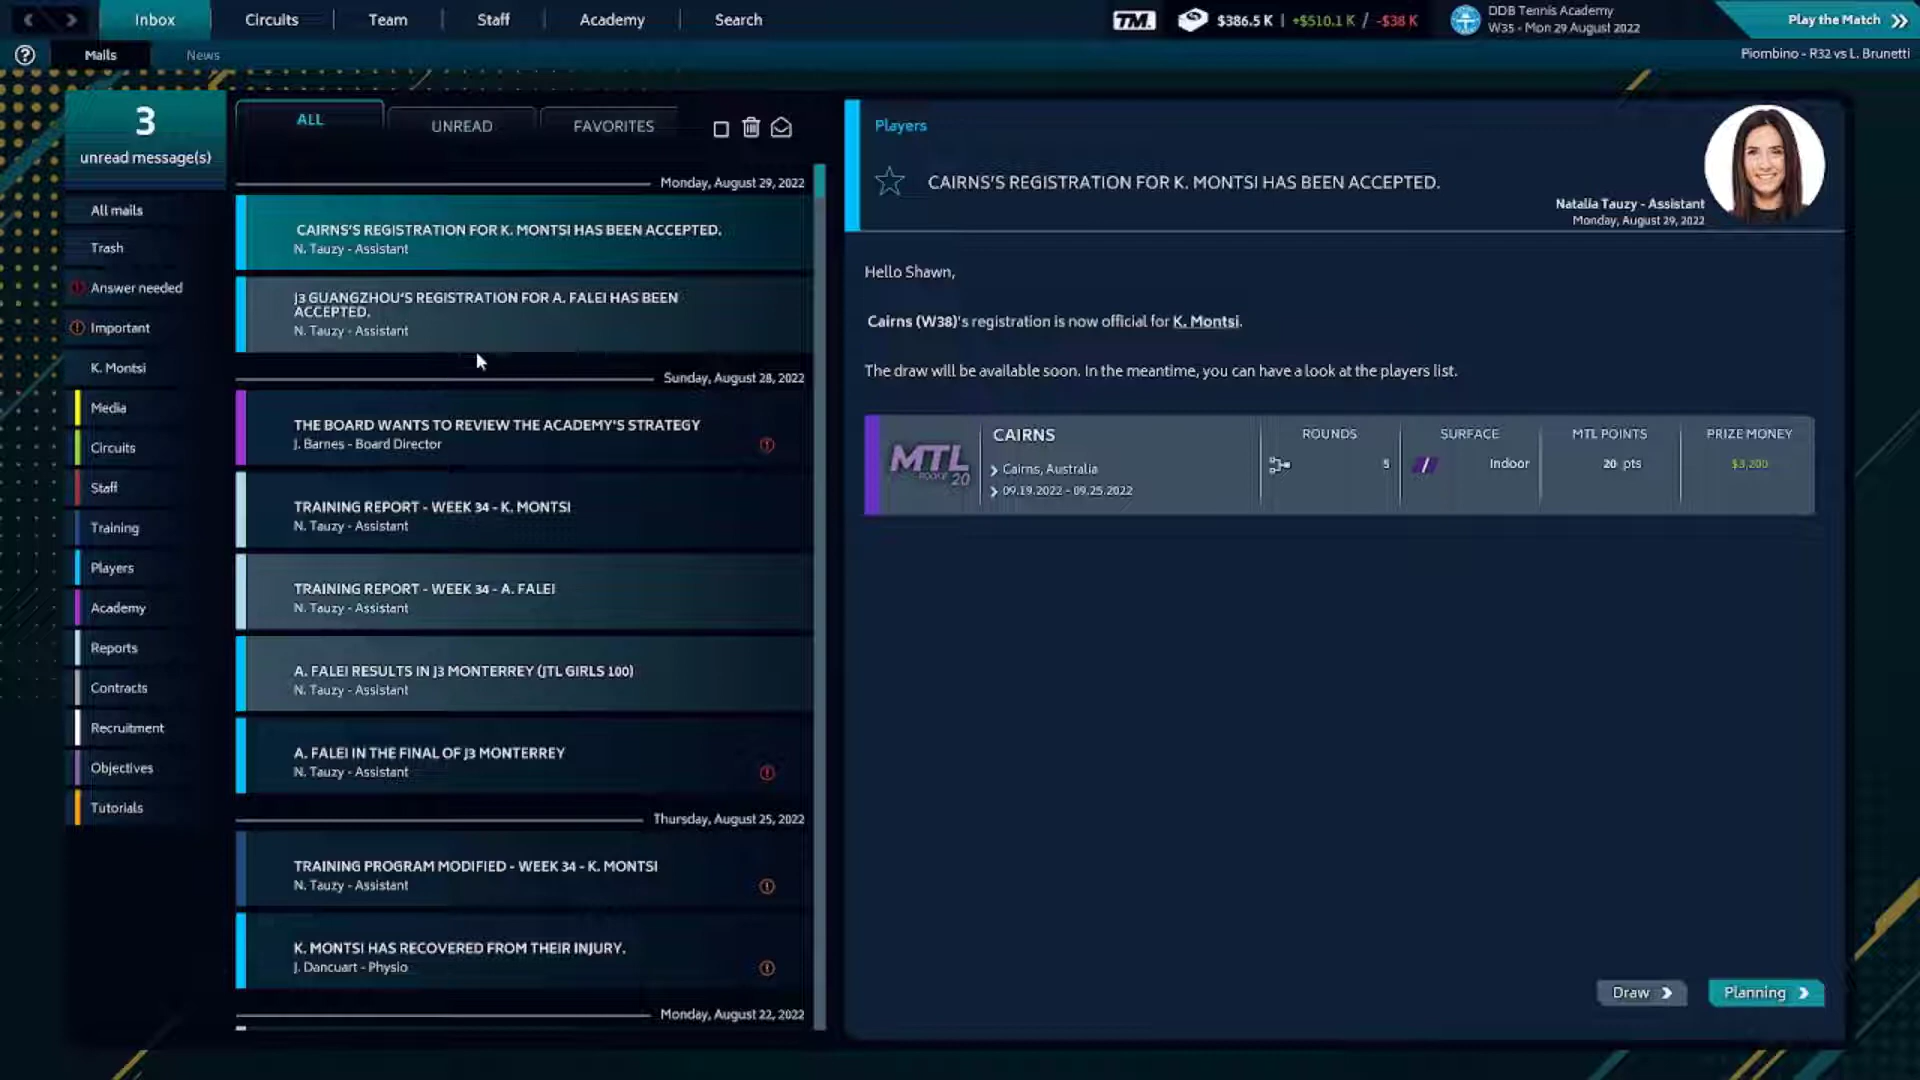 Inbox
Circuits
Team
Staff
Academy
Search
TM.
$386.5 K | +$510.1 K / -$38 K
DDB Tennis Academy
W35 - Mon 29 August 2022
Play the Match
Mails
News
Piombino - R32 vs L. Brunetti
3
unread message(s)
All mails
Trash
Answer needed
Important
K. Montsi
Media
Circuits
Staff
Training
Players
Academy
Reports
Contracts
Recruitment
Objectives
Tutorials
ALL
UNREAD
FAVORITES
Monday, August 29, 2022
CAIRNS'S REGISTRATION FOR K. MONTSI HAS BEEN ACCEPTED.
N. Tauzy - Assistant
J3 GUANGZHOU'S REGISTRATION FOR A. FALEI HAS BEEN
ACCEPTED.
N. Tauzy - Assistant
Sunday, August 28, 2022
THE BOARD WANTS TO REVIEW THE ACADEMY'S STRATEGY
J. Barnes - Board Director
TRAINING REPORT - WEEK 34 - K. MONTSI
N. Tauzy - Assistant
TRAINING REPORT - WEEK 34 - A. FALEI
N. Tauzy - Assistant
A. FALEI RESULTS IN J3 MONTERREY (JTL GIRLS 100)
N. Tauzy - Assistant
A. FALEI IN THE FINAL OF J3 MONTERREY
N. Tauzy - Assistant
Thursday, August 25, 2022
TRAINING PROGRAM MODIFIED - WEEK 34 - K. MONTSI
N. Tauzy - Assistant
K. MONTSI HAS RECOVERED FROM THEIR INJURY.
J. Dancuart - Physio
Monday, August 22, 2022
Players
CAIRNS'S REGISTRATION FOR K. MONTSI HAS BEEN ACCEPTED.
Natalia Tauzy - Assistant
Monday, August 29, 2022
Hello Shawn,
Cairns (W38)'s registration is now official for K. Montsi.
The draw will be available soon. In the meantime, you can have a look at the players list.
MTL
ROOKIE 20
CAIRNS
Cairns, Australia
09.19.2022 - 09.25.2022
ROUNDS
5
SURFACE
Indoor
MTL POINTS
20 pts
PRIZE MONEY
$3,200
Draw
Planning